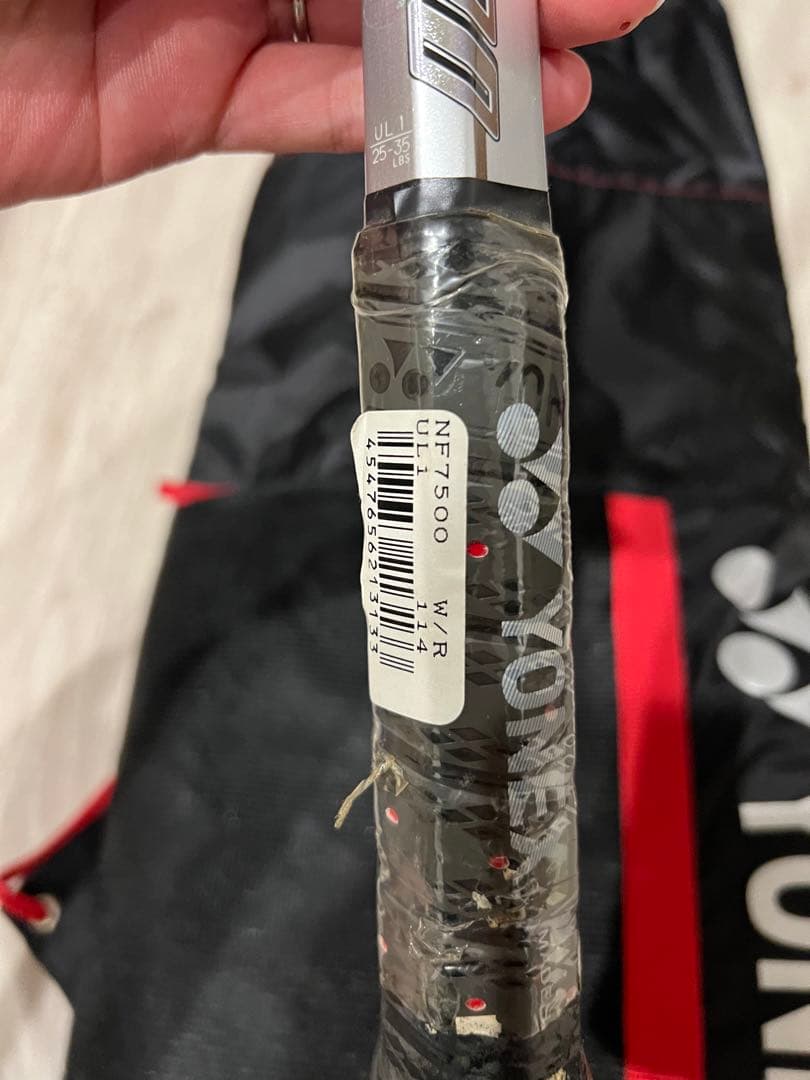 UL 1
25-35
LBS
NF7500 W/R
UL1 114
4547656213133
YONEX